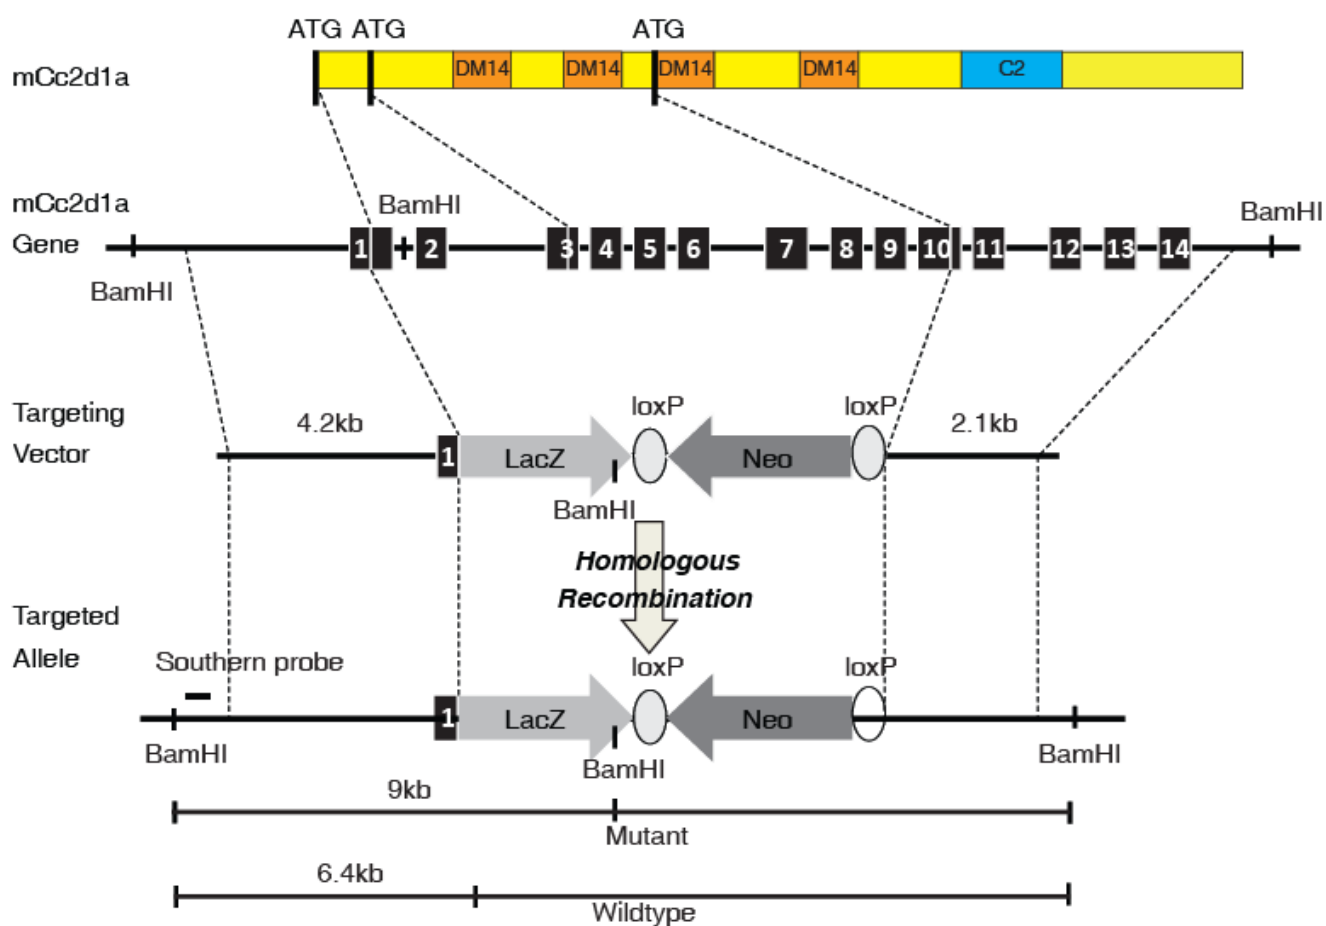 ATG ATG ATG
mCc2d1a DM14 DM14 DM14 DM14 C2
mCc2d1a
Gene
BamHI BamHI
1 2 3 4 5 6 7 8 9 10 11 12 13 14
BamHI
Targeting
Vector
4.2kb loxP loxP 2.1kb
1 LacZ Neo
BamHI
Homologous
Recombination
Targeted
Allele
Southern probe loxP loxP
1 LacZ Neo
BamHI BamHI BamHI
9kb
Mutant
6.4kb
Wildtype